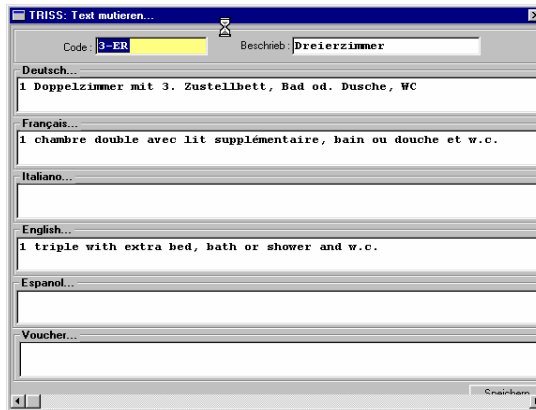 TRISS: Text mutieren...
Code : 3-ER Beschrieb : Dreierzimmer
Deutsch...
1 Doppelzimmer mit 3. Zustellbett, Bad od. Dusche, WC
Français...
1 chambre double avec lit supplémentaire, bain ou douche et w.c.
Italiano...
English...
1 triple with extra bed, bath or shower and w.c.
Espanol...
Voucher...
Speichern